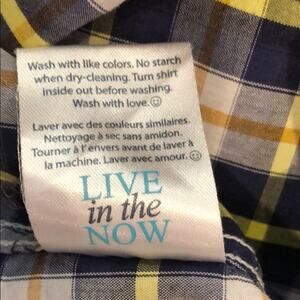 Wash with like colors. No starch
when dry-cleaning. Turn shirt
inside out before washing.
Wash with love.☺
Laver avec des couleurs similaires.
Nettoyage à sec sans amidon.
Tourner à l'envers avant de laver à
la machine. Laver avec amour.☺
LIVE
in the
NOW